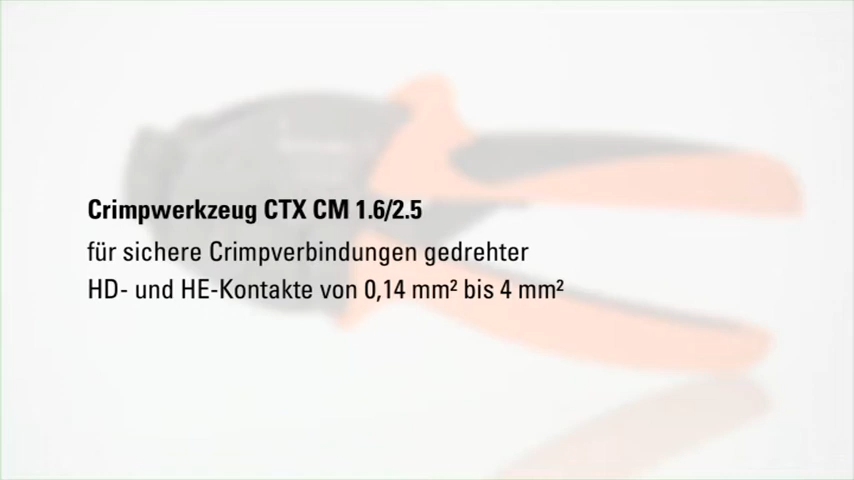 Crimpwerkzeug CTX CM 1.6/2.5
für sichere Crimpverbindungen gedrehter
HD- und HE-Kontakte von 0,14 mm² bis 4 mm²